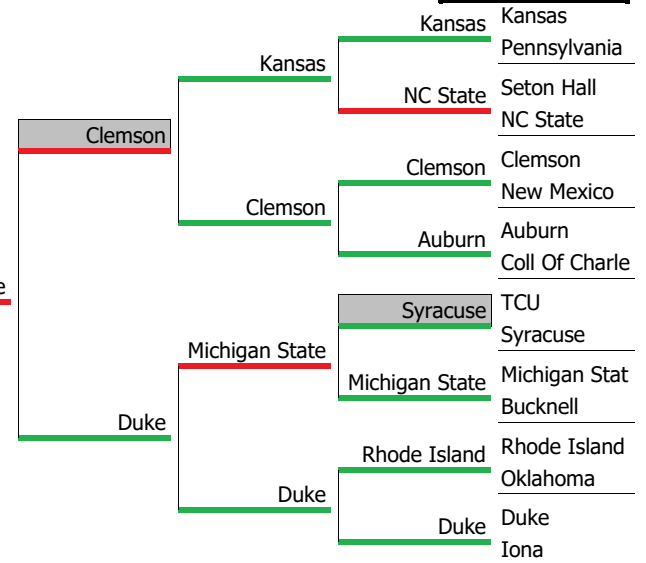 Kansas
Kansas
Pennsylvania
Kansas
NC State
Seton Hall
NC State
Clemson
Clemson
Clemson
New Mexico
Clemson
Auburn
Auburn
Coll Of Charle
e
Syracuse
TCU
Syracuse
Michigan State
Michigan State
Michigan Stat
Bucknell
Duke
Rhode Island
Rhode Island
Oklahoma
Duke
Duke
Duke
Iona